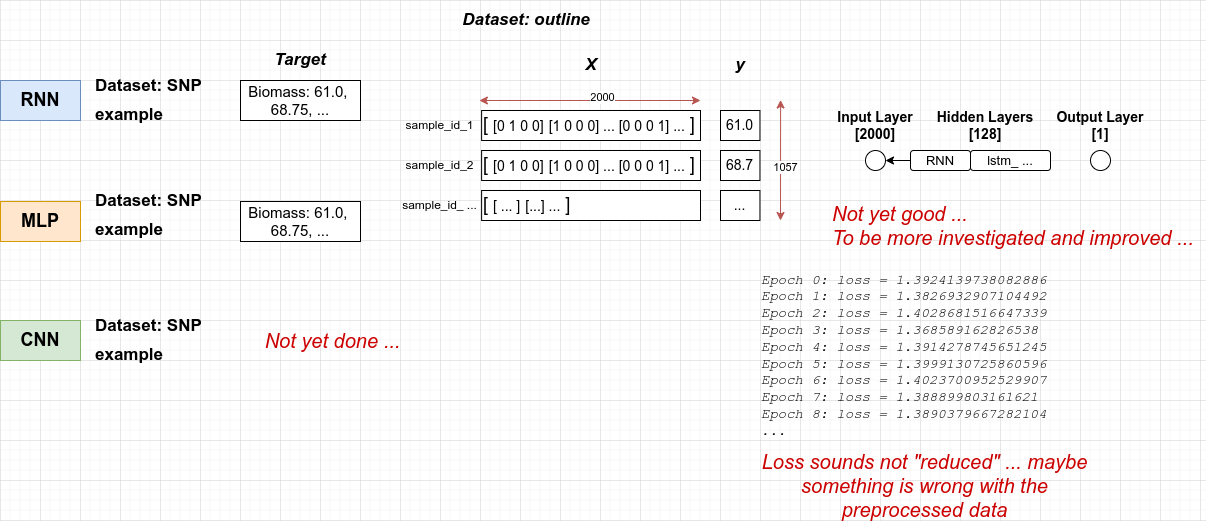 Dataset: outline
Target
X
y
RNN
Dataset: SNP
example
Biomass: 61.0,
68.75, ...
2000
sample_id_1
[ [0 1 0 0] [1 0 0 0] ... [0 0 0 1] ... ]
61.0
sample_id_2
[ [0 1 0 0] [1 0 0 0] ... [0 0 0 1] ... ]
68.7
sample_id_ ...
[ [ ... ] [...] ... ]
...
1057
Input Layer
[2000]
Hidden Layers
[128]
Output Layer
[1]
RNN
lstm_ ...
MLP
Dataset: SNP
example
Biomass: 61.0,
68.75, ...
Not yet good ...
To be more investigated and improved ...
CNN
Dataset: SNP
example
Not yet done ...
Epoch 0: loss = 1.3924139738082886
Epoch 1: loss = 1.3826932907104492
Epoch 2: loss = 1.4028681516647339
Epoch 3: loss = 1.368589162826538
Epoch 4: loss = 1.3914278745651245
Epoch 5: loss = 1.3999130725860596
Epoch 6: loss = 1.4023700952529907
Epoch 7: loss = 1.388899803161621
Epoch 8: loss = 1.3890379667282104
...
Loss sounds not "reduced" ... maybe
something is wrong with the
preprocessed data